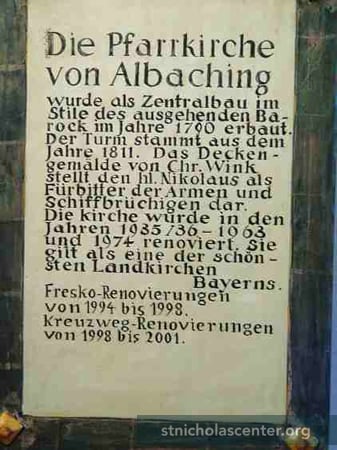 Die Pfarrkirche
von Albaching
wurde als Zentralbau im
Stile des ausgehenden Ba-
rock im Jahre 1790 erbaut.
Der Turm stammt aus dem
Jahre 1811. Das Decken-
gemälde von Chr. Wink
stellt den hl. Nikolaus als
Fürbitter der Armen und
Schiffbrüchigen dar.
Die kirche wurde in den
Jahren 1935/36 - 1963
und 1974 renoviert. Sie
gilt als eine der schön-
sten Landkirchen
Bayerns.
Fresko-Renovierungen
von 1994 bis 1998.
Kreuzweg-Renovierungen
von 1998 bis 2001.
stnicholascenter.org